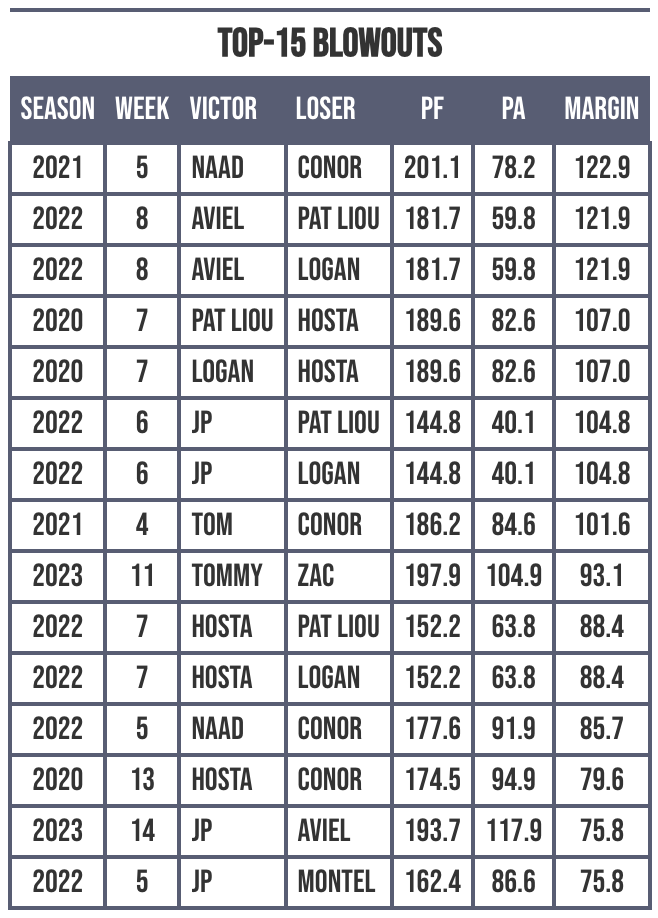 TOP-15 BLOWOUTS
SEASON WEEK VICTOR LOSER PF PA MARGIN
2021 5 NAAD CONOR 201.1 78.2 122.9
2022 8 AVIEL PAT LIOU 181.7 59.8 121.9
2022 8 AVIEL LOGAN 181.7 59.8 121.9
2020 7 PAT LIOU HOSTA 189.6 82.6 107.0
2020 7 LOGAN HOSTA 189.6 82.6 107.0
2022 6 JP PAT LIOU 144.8 40.1 104.8
2022 6 JP LOGAN 144.8 40.1 104.8
2021 4 TOM CONOR 186.2 84.6 101.6
2023 11 TOMMY ZAC 197.9 104.9 93.1
2022 7 HOSTA PAT LIOU 152.2 63.8 88.4
2022 7 HOSTA LOGAN 152.2 63.8 88.4
2022 5 NAAD CONOR 177.6 91.9 85.7
2020 13 HOSTA CONOR 174.5 94.9 79.6
2023 14 JP AVIEL 193.7 117.9 75.8
2022 5 JP MONTEL 162.4 86.6 75.8